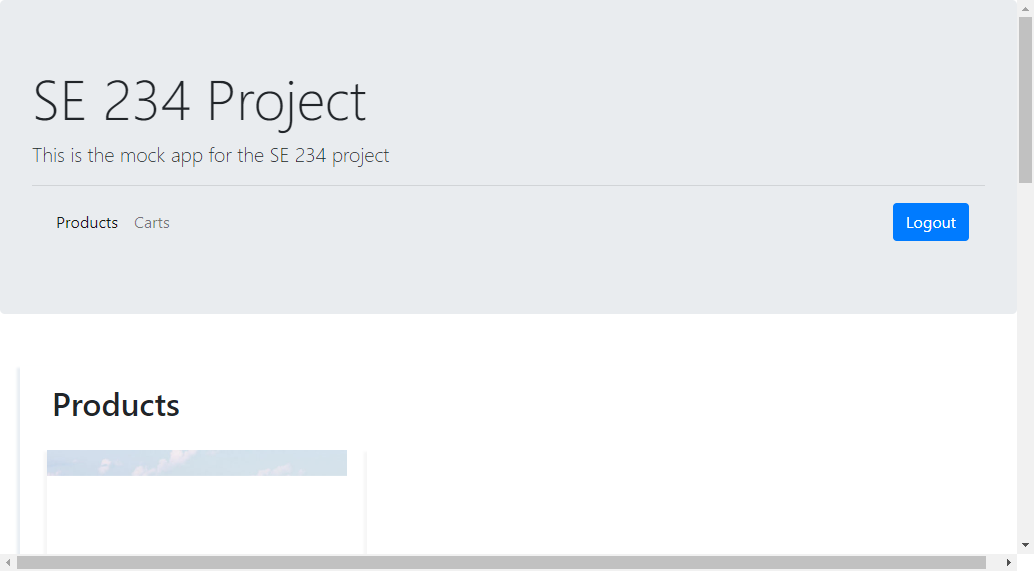 SE 234 Project
This is the mock app for the SE 234 project
Products Carts Logout
Products